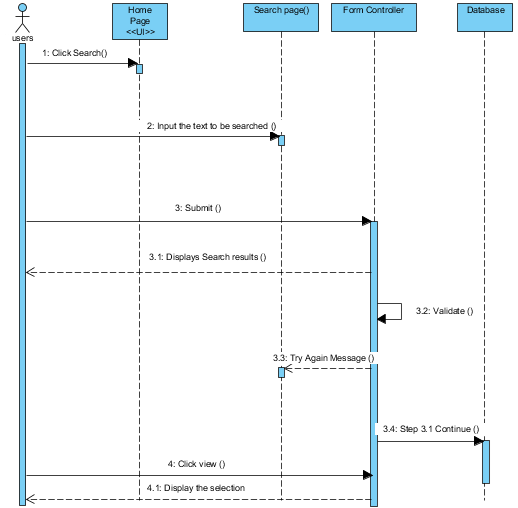 users
Home
Page
<<UI>>
Search page()
Form Controller
Database
1: Click Search()
2: Input the text to be searched ()
3: Submit ()
3.1: Displays Search results ()
3.2: Validate ()
3.3: Try Again Message ()
3.4: Step 3.1 Continue ()
4: Click view ()
4.1: Display the selection